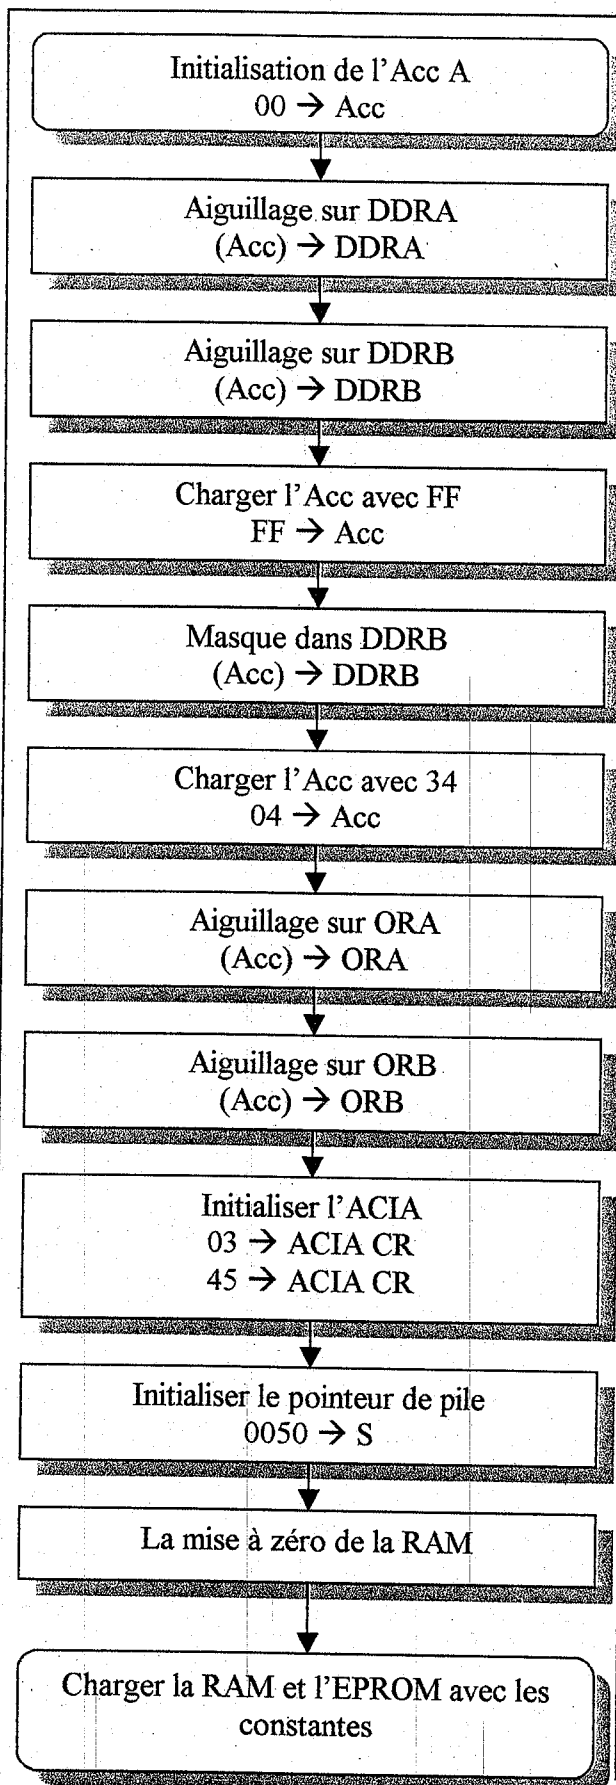 Initialisation de l'Acc A
00 → Acc
Aiguillage sur DDRA
(Acc) → DDRA
Aiguillage sur DDRB
(Acc) → DDRB
Charger l'Acc avec FF
FF → Acc
Masque dans DDRB
(Acc) → DDRB
Charger l'Acc avec 34
04 → Acc
Aiguillage sur ORA
(Acc) → ORA
Aiguillage sur ORB
(Acc) → ORB
Initialiser l'ACIA
03 → ACIA CR
45 → ACIA CR
Initialiser le pointeur de pile
0050 → S
La mise à zéro de la RAM
Charger la RAM et l'EPROM avec les
constantes